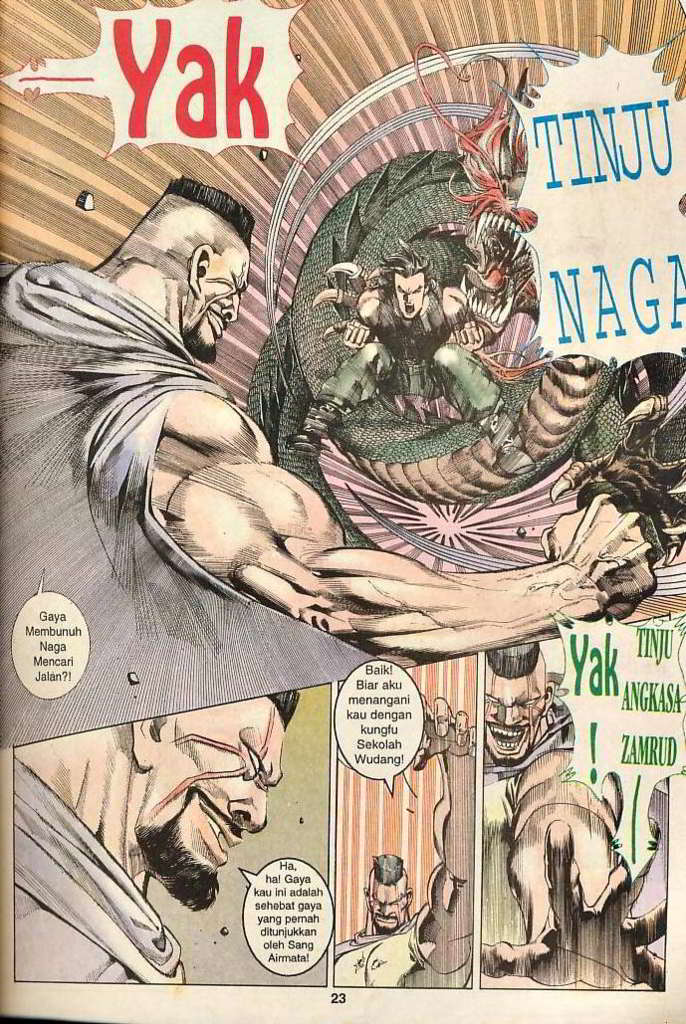 Yak
TINJU
NAGA
Gaya
Membunuh
Naga
Mencari
Jalan?!
Ha,
ha! Gaya
kau ini adalah
sehebat gaya
yang pernah
ditunjukkan
oleh Sang
Airmata!
Baik!
Biar aku
menangani
kau dengan
kungfu
Sekolah
Wudang!
Yak
!
TINJU
ANGKASA
ZAMRUD
!
23